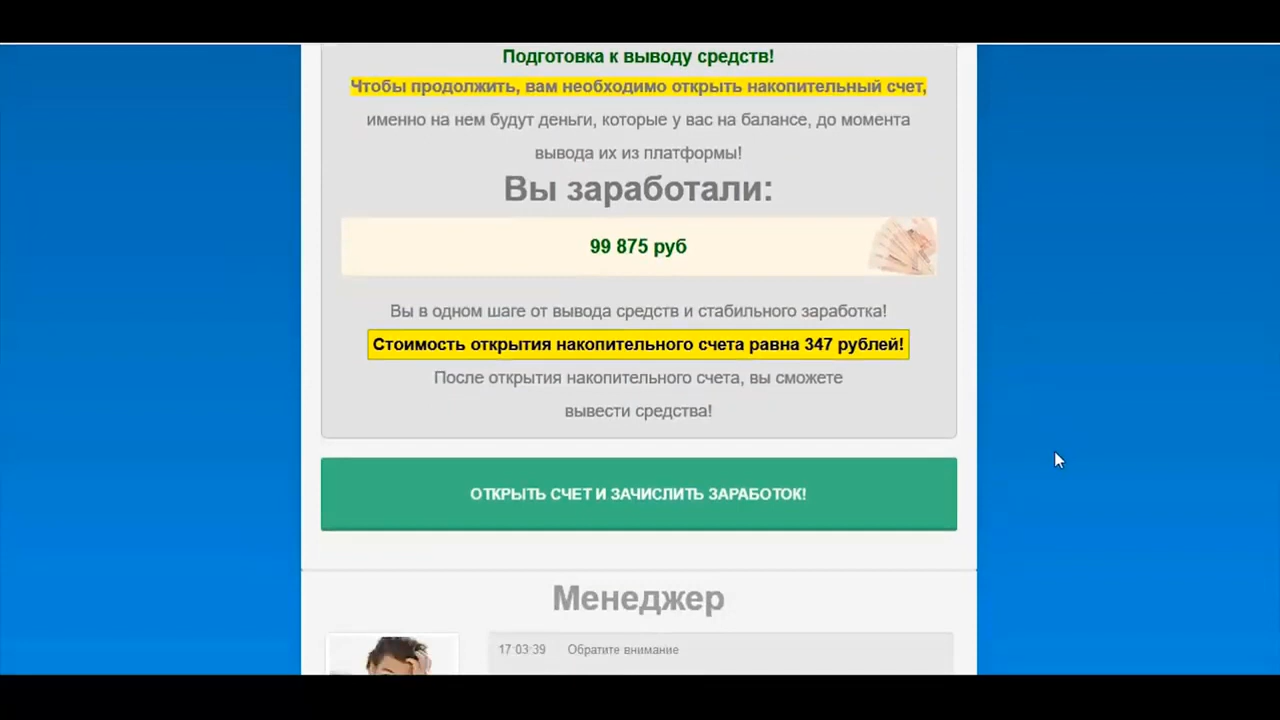 Подготовка к выводу средств!
Чтобы продолжить, вам необходимо открыть накопительный счет,
именно на нем будут деньги, которые у вас на балансе, до момента
вывода их из платформы!
Вы заработали:
99 875 руб
Вы в одном шаге от вывода средств и стабильного заработка!
Стоимость открытия накопительного счета равна 347 рублей!
После открытия накопительного счета, вы сможете
вывести средства!
ОТКРЫТЬ СЧЕТ И ЗАЧИСЛИТЬ ЗАРАБОТОК!
Менеджер
17:03:39 Обратите внимание